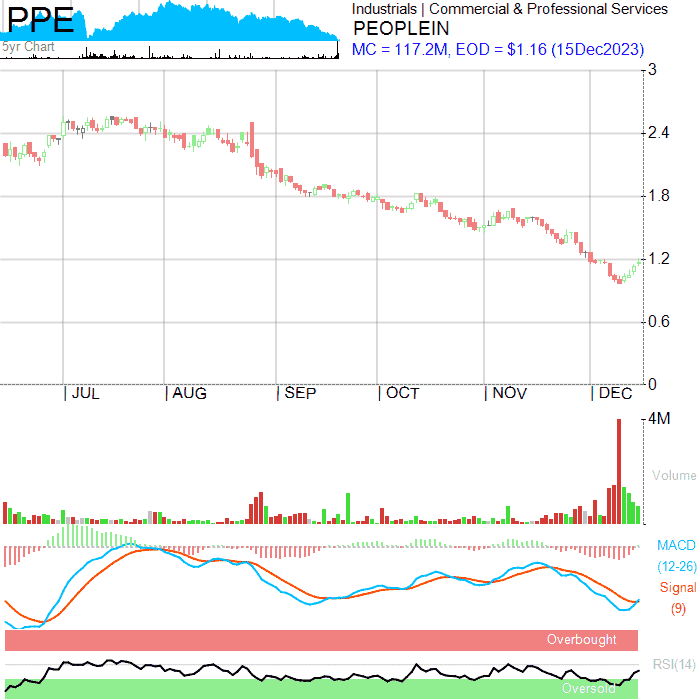 PPE
5yr Chart
Industrials | Commercial & Professional Services
PEOPLEIN
MC = 117.2M, EOD = $1.16 (15Dec2023)
3
2.4
1.8
1.2
0.6
0
JUL AUG SEP OCT NOV DEC
4M
Volume
MACD
(12-26)
Signal
(9)
Overbought
RSI(14)
Oversold